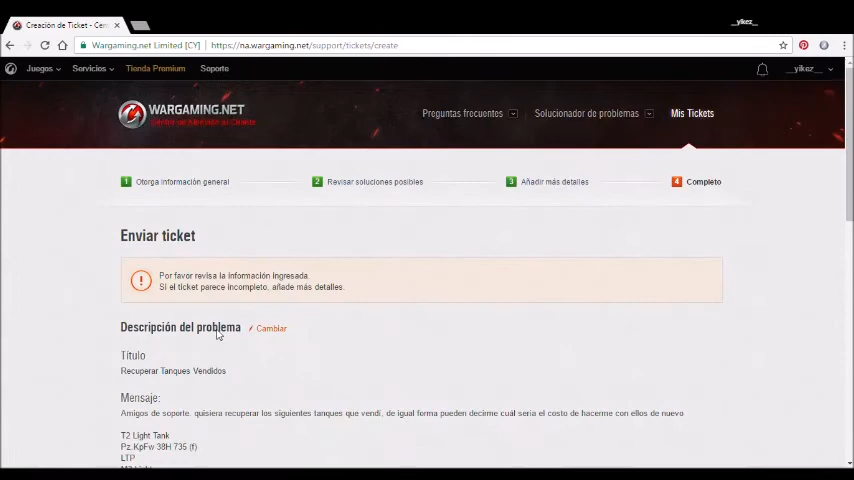 Creación de Ticket - Cen
__yikez__
Wargaming.net Limited [CY] https://na.wargaming.net/support/tickets/create
Juegos Servicios Tienda Premium Soporte __yikez__
WARGAMING.NET
Preguntas frecuentes Solucionador de problemas Mis Tickets
1 Otorga información general 2 Revisar soluciones posibles 3 Añadir más detalles 4 Completo
Enviar ticket
Por favor revisa la información ingresada.
Si el ticket parece incompleto, añade más detalles.
Descripción del problema Cambiar
Título
Recuperar Tanques Vendidos
Mensaje:
Amigos de soporte. quisiera recuperar los siguientes tanques que vendí, de igual forma pueden decirme cuál seria el costo de hacerme con ellos de nuevo
T2 Light Tank
Pz.KpFw 38H 735 (f)
LTP